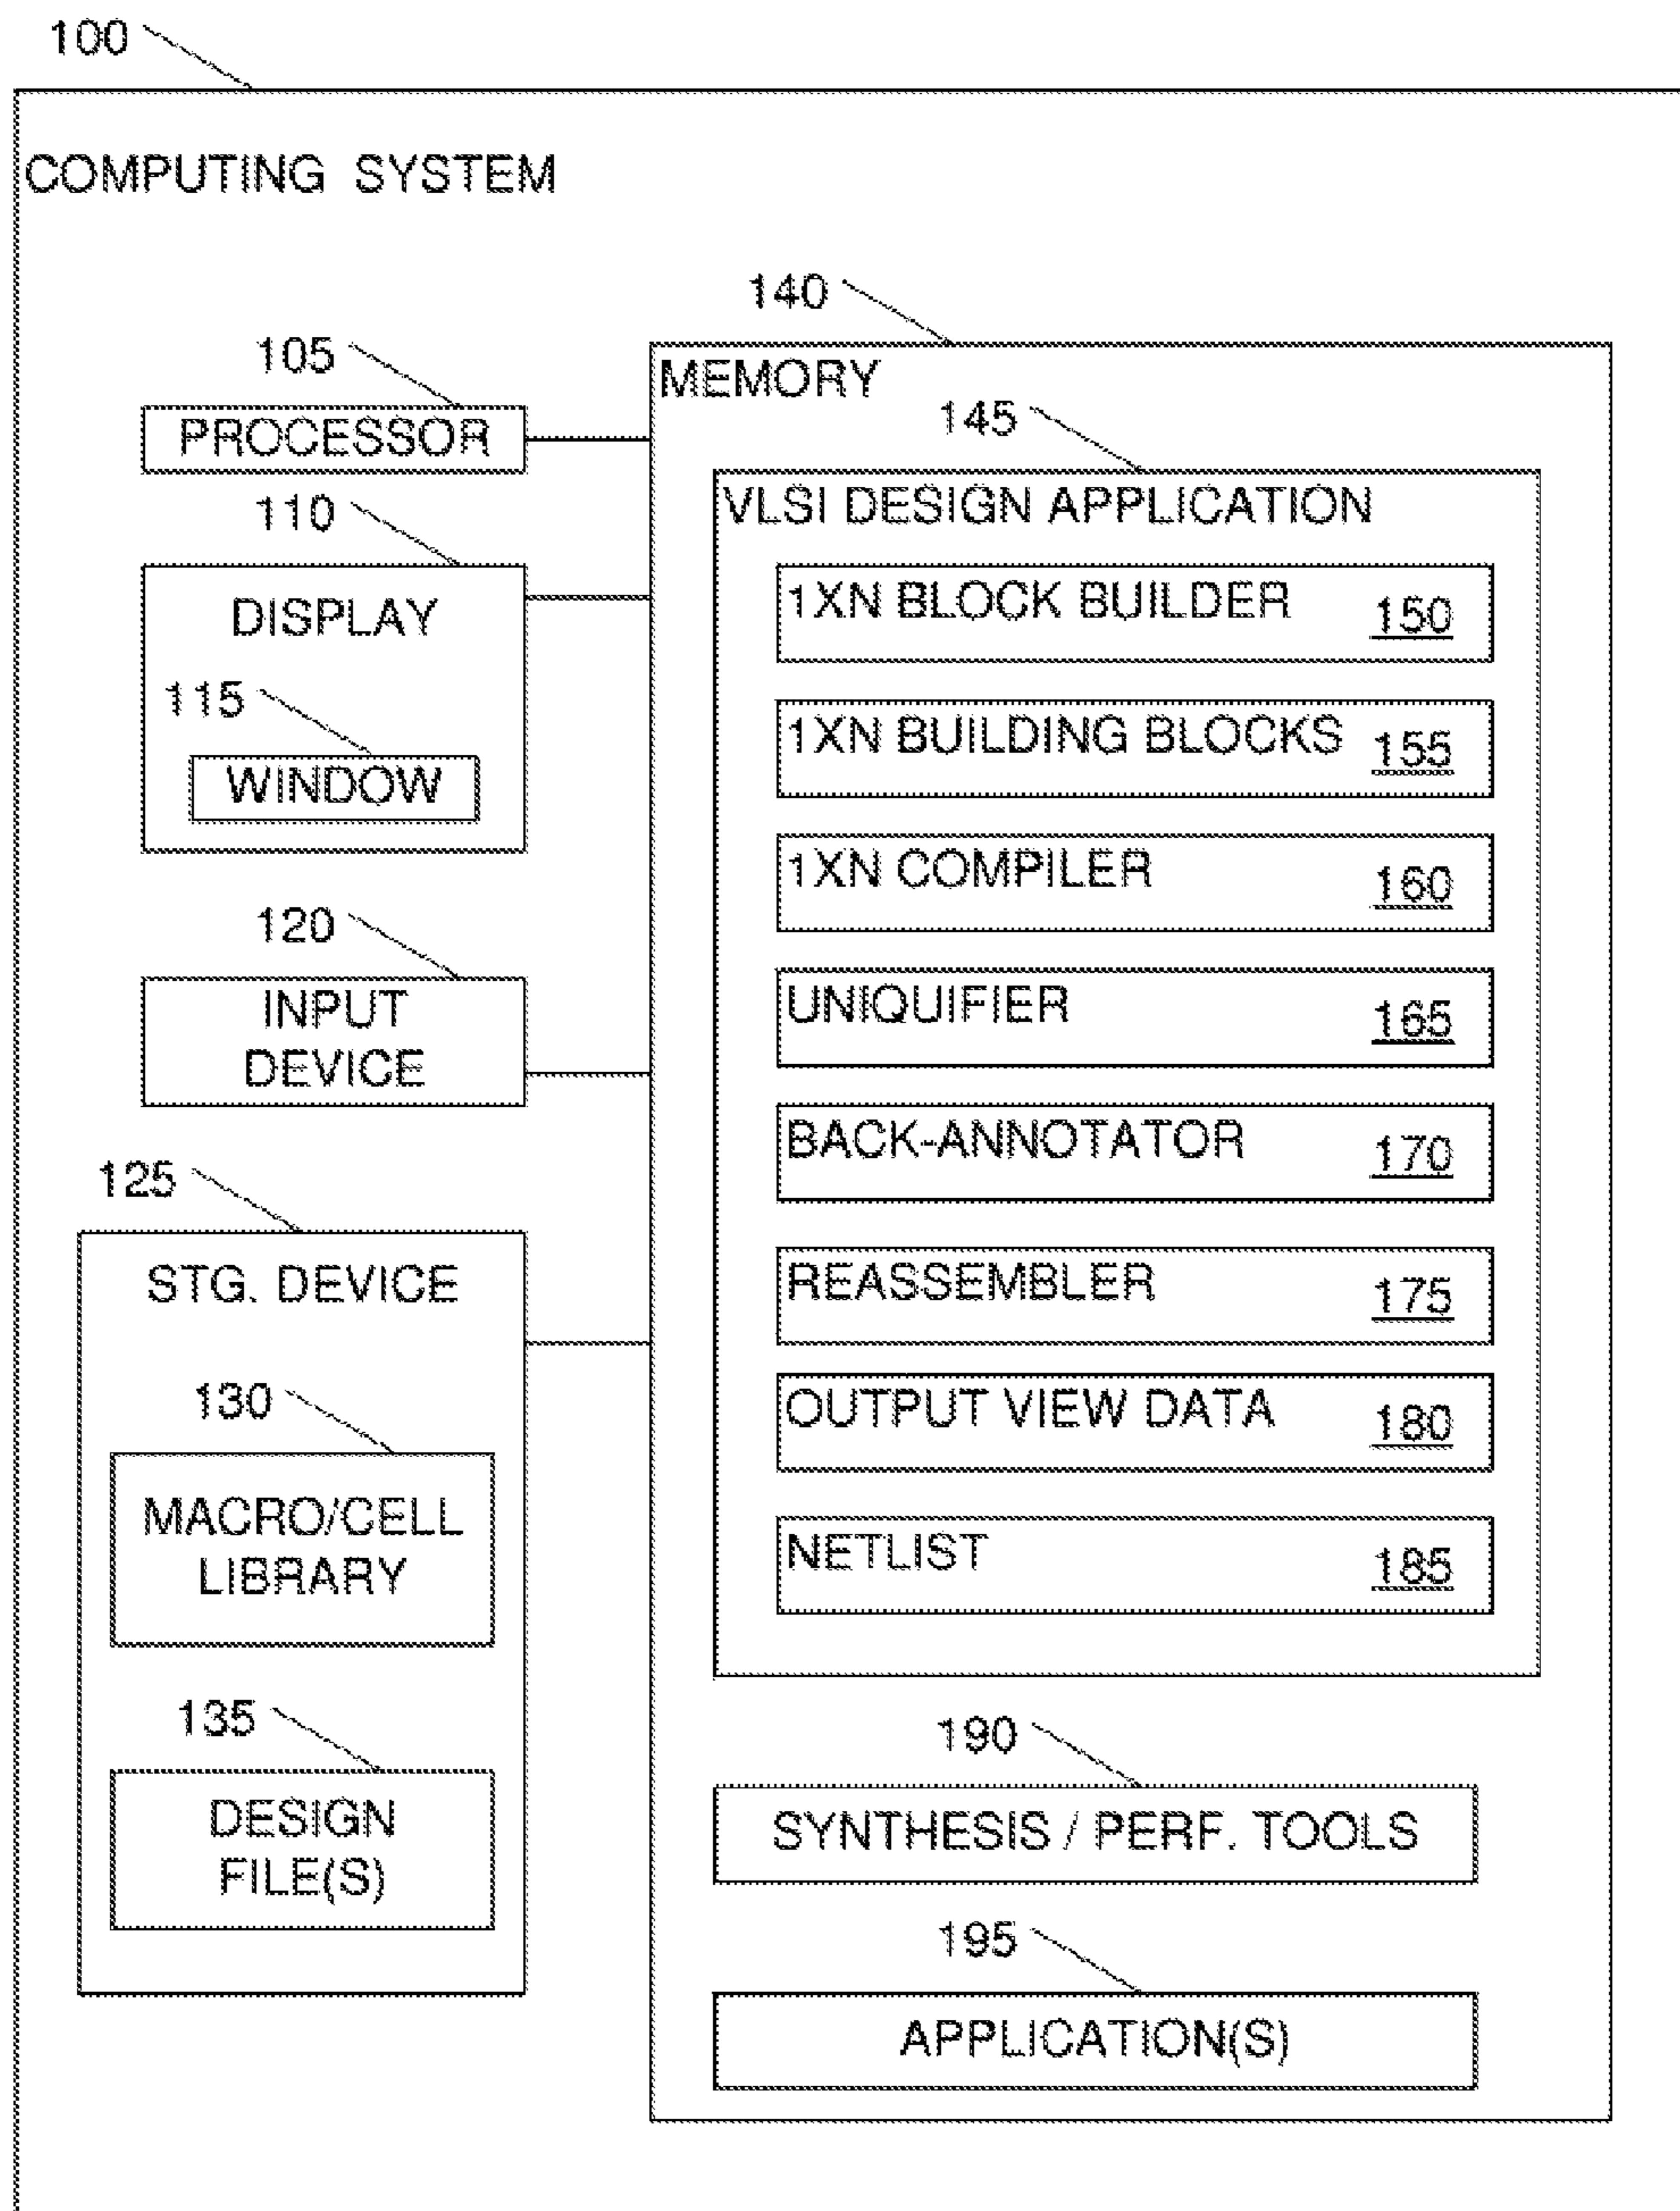 100
COMPUTING SYSTEM
105
PROCESSOR
110
DISPLAY
115
WINDOW
120
INPUT
DEVICE
125
STG. DEVICE
130
MACRO/CELL
LIBRARY
135
DESIGN
FILE(S)
140
MEMORY
145
VLSI DESIGN APPLICATION
1XN BLOCK BUILDER 150
1XN BUILDING BLOCKS 155
1XN COMPILER 160
UNIQUIFIER 165
BACK-ANNOTATOR 170
REASSEMBLER 175
OUTPUT VIEW DATA 180
NETLIST 185
190
SYNTHESIS / PERF. TOOLS
195
APPLICATION(S)